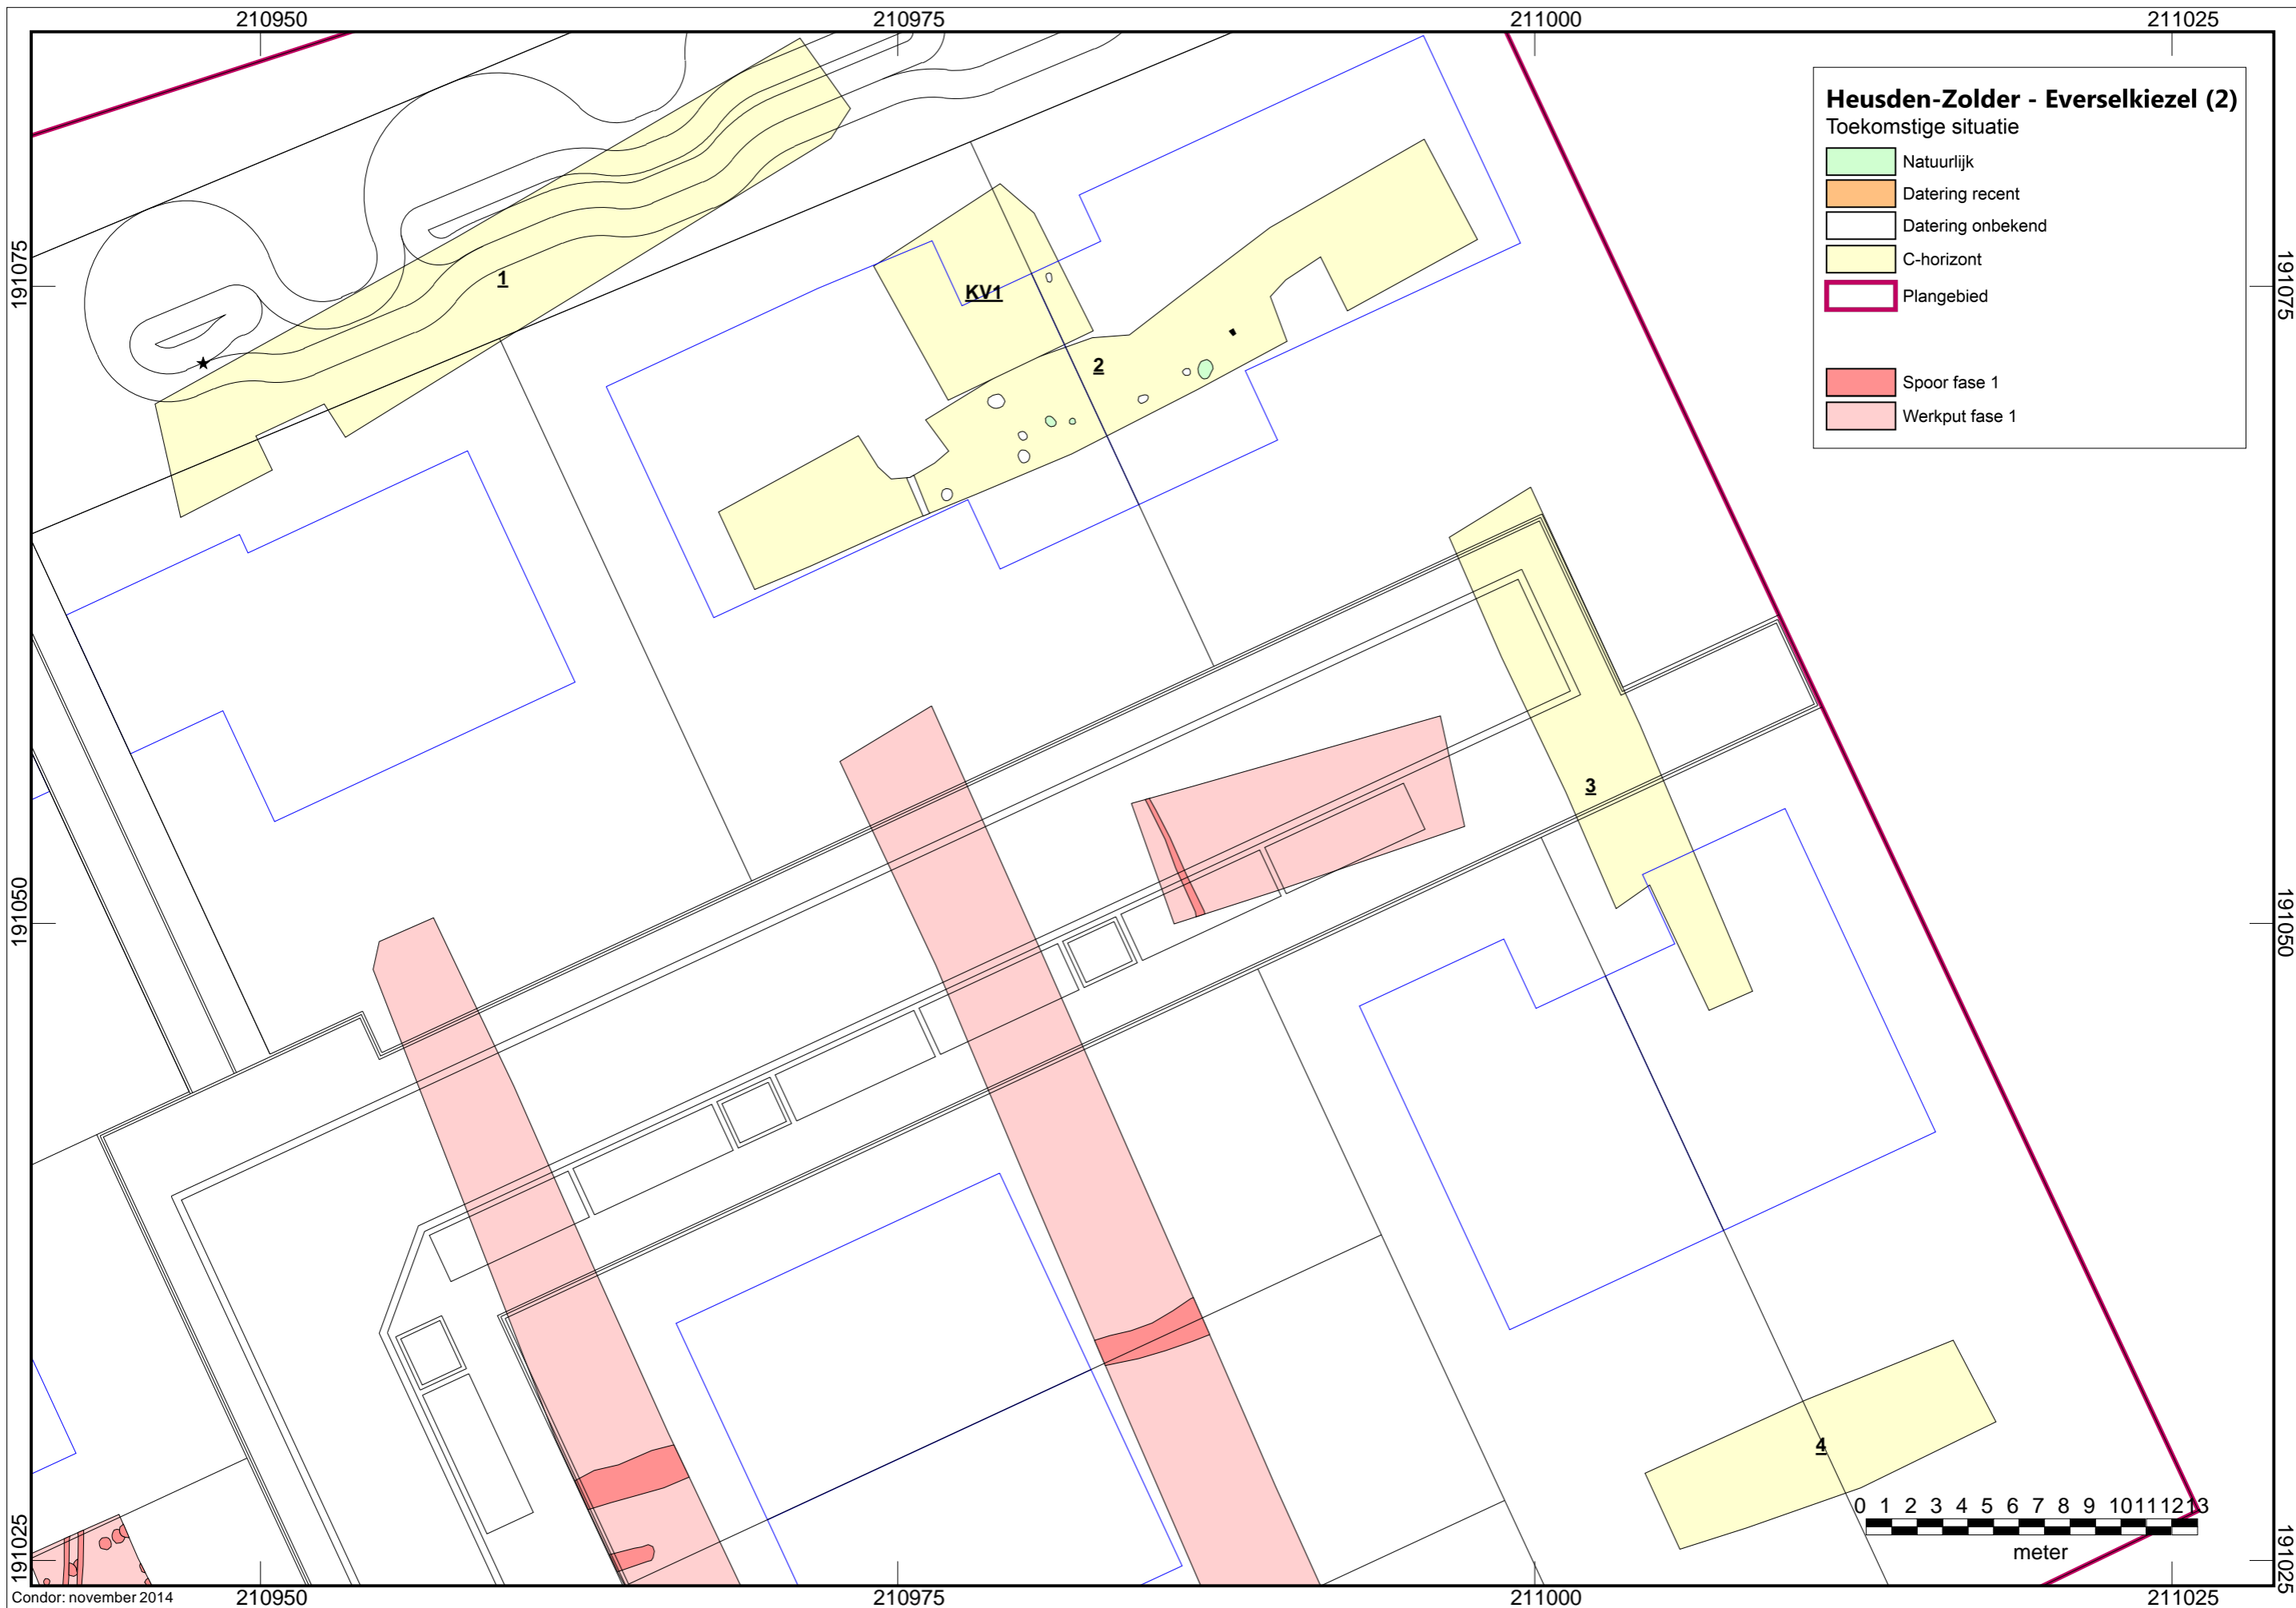 210950 210975 211000 211025
Heusden-Zolder - Everselkiezel (2)
Toekomstige situatie
Natuurlijk
Datering recent
Datering onbekend
C-horizont
Plangebied
Spoor fase 1
Werkput fase 1
191075
191075
1
KV1
2
3
191050
191050
4
0 1 2 3 4 5 6 7 8 9 10 11 12 13
meter
191025
191025
Condor: november 2014
210950 210975 211000 211025